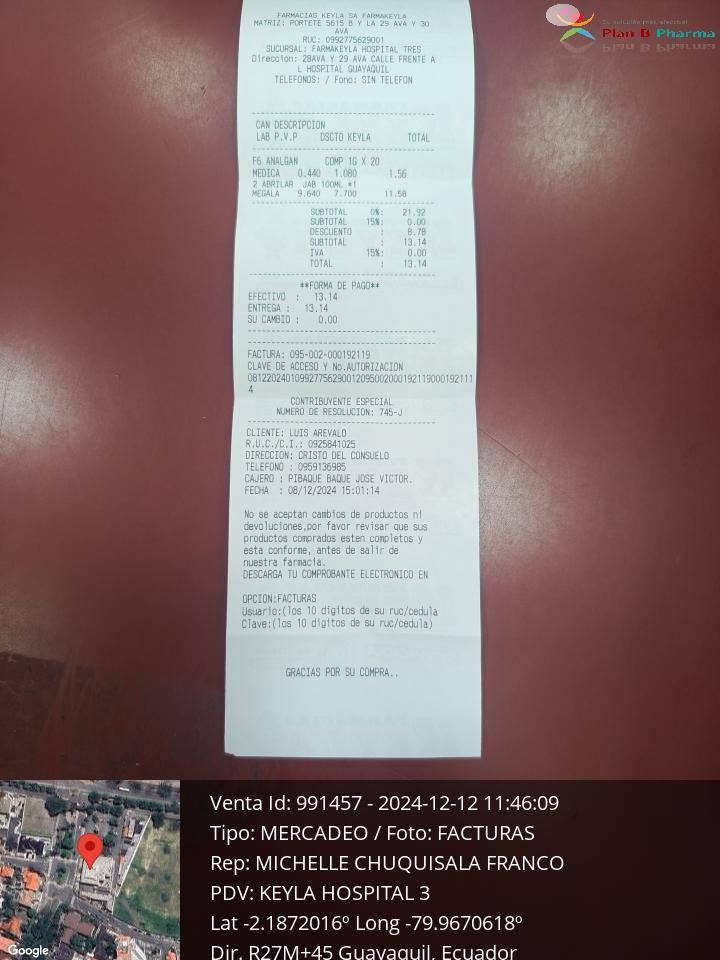 FARMACIAS KEYLA SA FARMAKEYLA
MATRIZ: PORTETE 5615 B Y LA 29 AVA Y 30
AVA
RUC: 0992775629001
SUCURSAL: FARMAKEYLA HOSPITAL TRES
Direccion: 28AVA Y 29 AVA CALLE FRENTE A
L HOSPITAL GUAYAQUIL
TELEFONOS: / Fono: SIN TELEFON
CAN DESCRIPCION
LAB P.V.P DSCTO KEYLA TOTAL
F6 ANALGAN COMP 1G X 20
MEDICA 0.440 1.080 1.56
2 ABRILAR JAB 100ML *1
MEGALA 9.640 7.700 11.58
SUBTOTAL 0%: 21.92
SUBTOTAL 15%: 0.00
DESCUENTO : 8.78
SUBTOTAL : 13.14
IVA 15%: 0.00
TOTAL : 13.14
**FORMA DE PAGO**
EFECTIVO : 13.14
ENTREGA : 13.14
SU CAMBIO : 0.00
FACTURA: 095-002-000192119
CLAVE DE ACCESO Y No.AUTORIZACION
081220240109927756290012095002000192119000192111
4
CONTRIBUYENTE ESPECIAL
NUMERO DE RESOLUCION: 745-J
CLIENTE: LUIS AREVALO
R.U.C./C.I.: 0925841025
DIRECCION: CRISTO DEL CONSUELO
TELEFONO : 0959136985
CAJERO : PIBAQUE BAQUE JOSE VICTOR.
FECHA : 08/12/2024 15:01:14
No se aceptan cambios de productos ni
devoluciones,por favor revisar que sus
productos comprados esten completos y
esta conforme, antes de salir de
nuestra farmacia.
DESCARGA TU COMPROBANTE ELECTRONICO EN
OPCION:FACTURAS
Usuario:(los 10 digitos de su ruc/cedula
Clave:(los 10 digitos de su ruc/cedula)
GRACIAS POR SU COMPRA..
Su solución más efectiva!
Plan B Pharma
Venta Id: 991457 - 2024-12-12 11:46:09
Tipo: MERCADEO / Foto: FACTURAS
Rep: MICHELLE CHUQUISALA FRANCO
PDV: KEYLA HOSPITAL 3
Lat -2.1872016º Long -79.9670618º
Dir. R27M+45 Guayaquil, Ecuador
Google